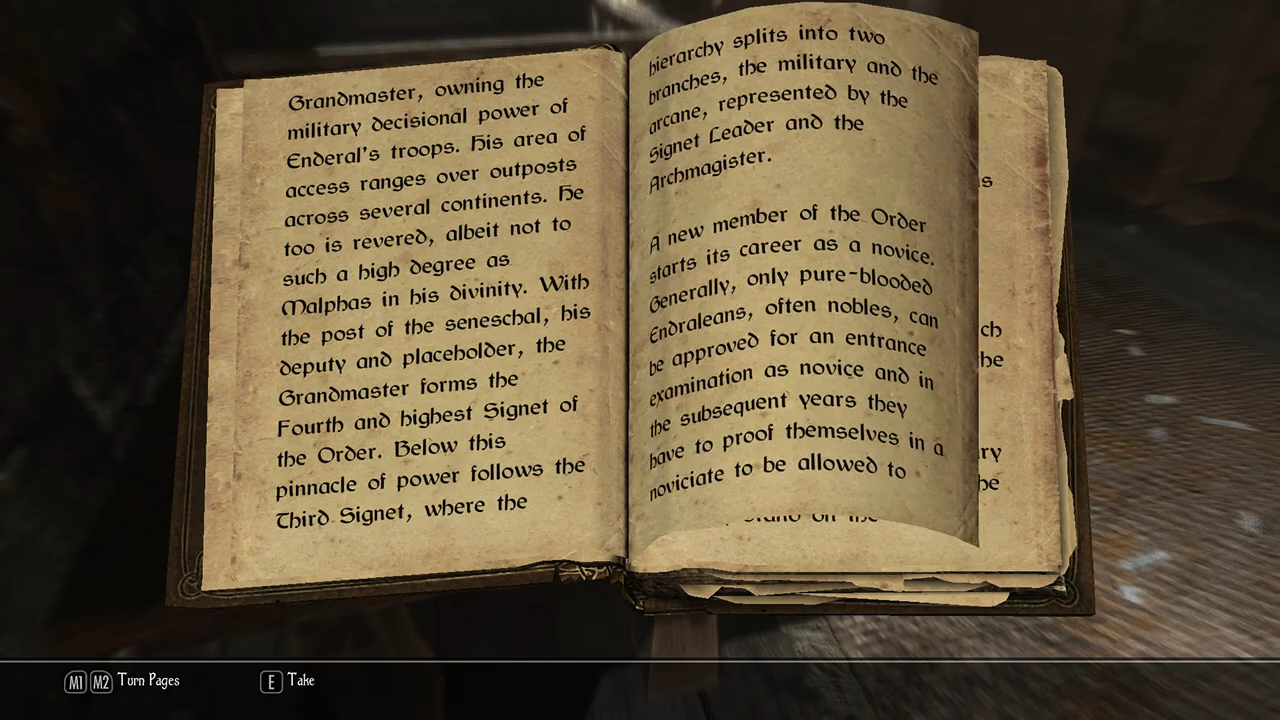 Grandmaster, owning the
military decisional power of
Enderal's troops. His area of
access ranges over outposts
across several continents. He
too is revered, albeit not to
such a high degree as
Malphas in his divinity. With
the post of the seneschal, his
deputy and placeholder, the
Grandmaster forms the
Fourth and highest Signet of
the Order. Below this
pinnacle of power follows the
Third Signet, where the
hierarchy splits into two
branches, the military and the
arcane, represented by the
Signet Leader and the
Archmagister.
A new member of the Order
starts its career as a novice.
Generally, only pure-blooded
Endraleans, often nobles, can
be approved for an entrance
examination as novice and in
the subsequent years they
have to proof themselves in a
noviciate to be allowed to
on the
M1 M2 Turn Pages
E Take